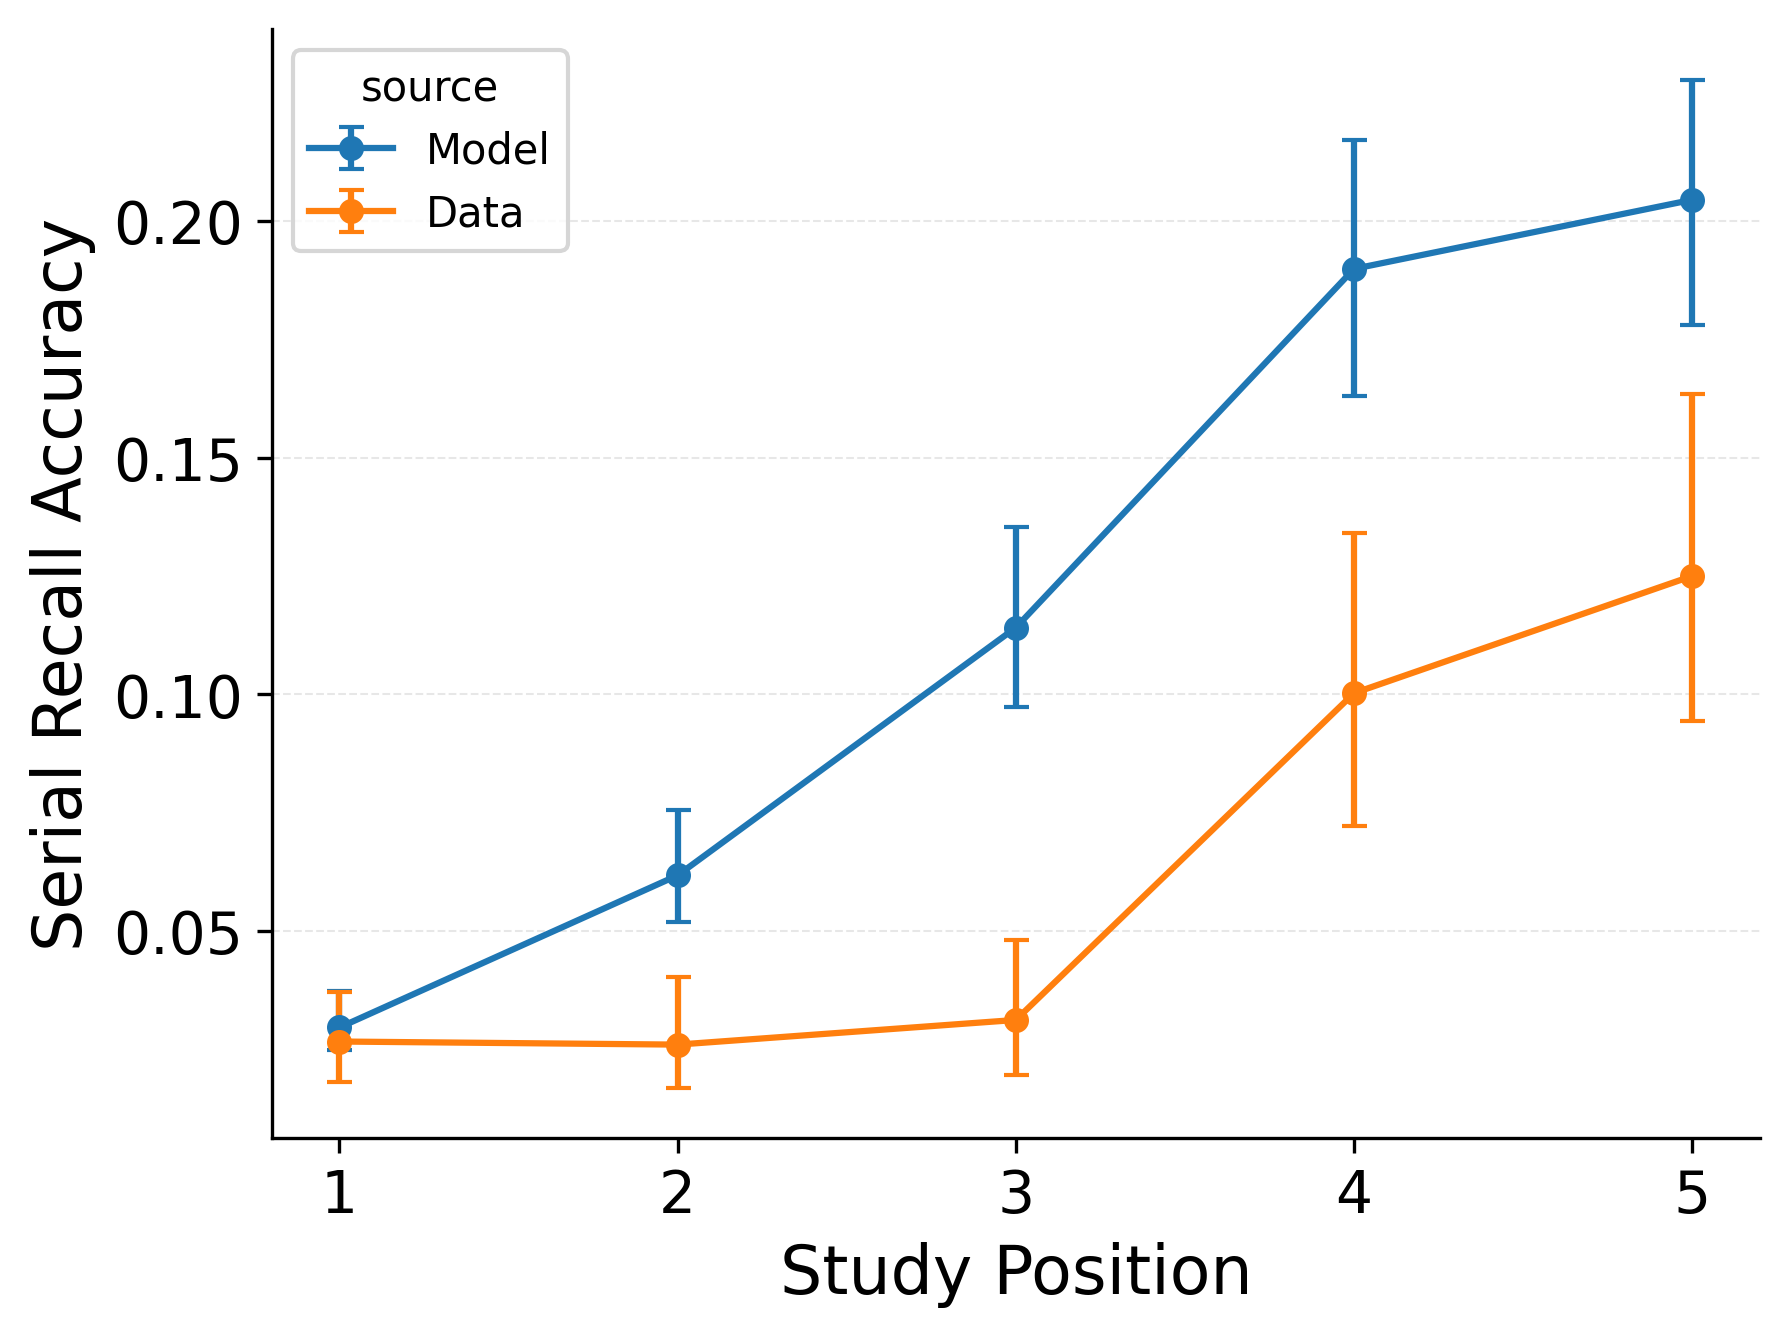 source
Model
Data
0.20
0.15
0.10
0.05
Serial Recall Accuracy
1 2 3 4 5
Study Position